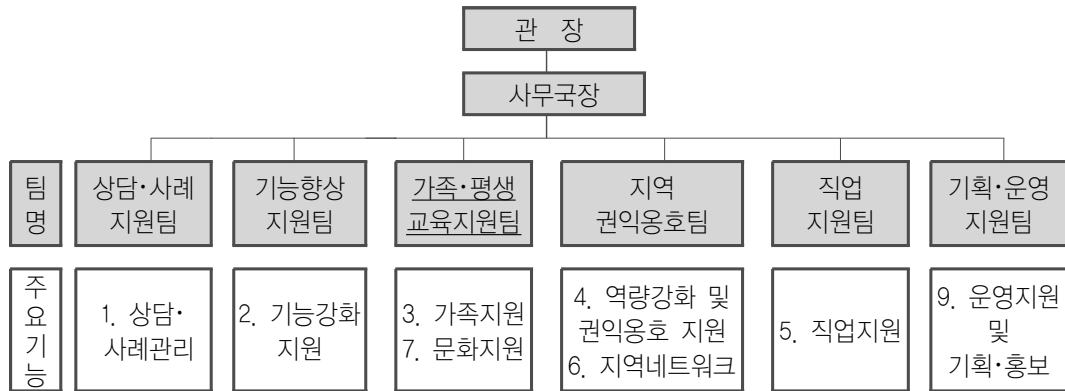 관 장
사무국장
팀
명
상담·사례
지원팀
기능향상
지원팀
가족·평생
교육지원팀
지역
권익옹호팀
직업
지원팀
기획·운영
지원팀
주
요
기
능
1. 상담·
사례관리
2. 기능강화
지원
3. 가족지원
7. 문화지원
4. 역량강화 및
권익옹호 지원
6. 지역네트워크
5. 직업지원
9. 운영지원
및
기획·홍보